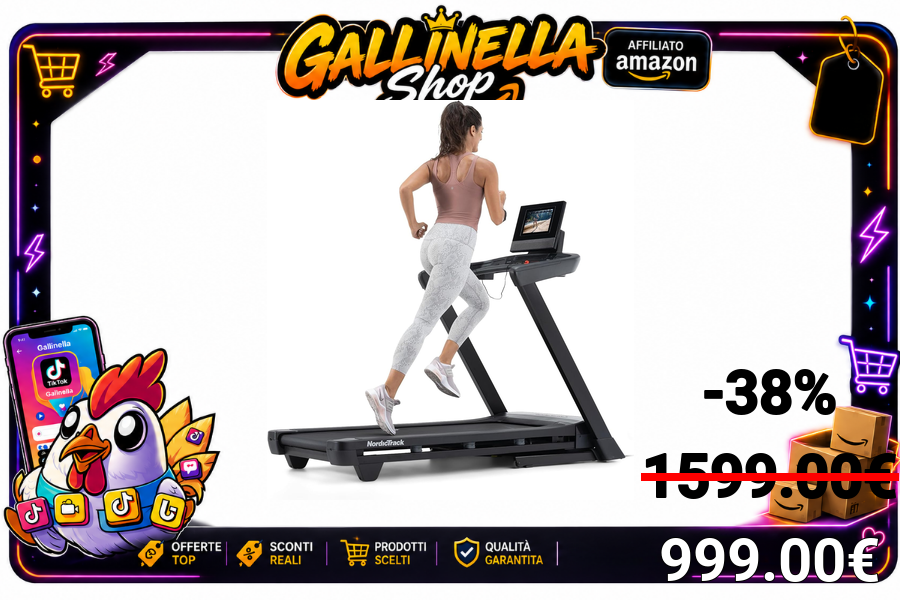 GALLINELLA
Shop
AFFILIATO
amazon
Gallinella
TikTok
Gallinella
NordicTrack
-38%
1599.00€
999.00€
OFFERTE
TOP
SCONTI
REALI
PRODOTTI
SCELTI
QUALITÀ
GARANTITA